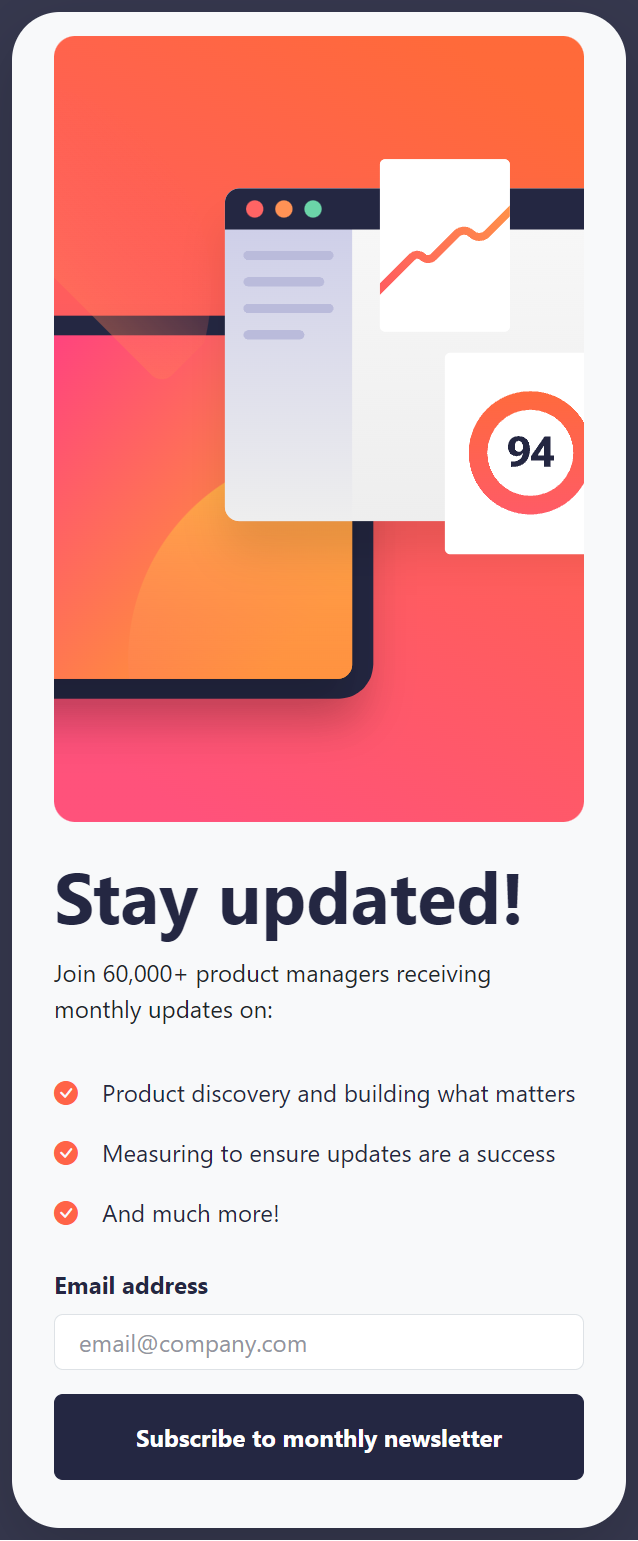 94
Stay updated!
Join 60,000+ product managers receiving
monthly updates on:
Product discovery and building what matters
Measuring to ensure updates are a success
And much more!
Email address
email@company.com
Subscribe to monthly newsletter